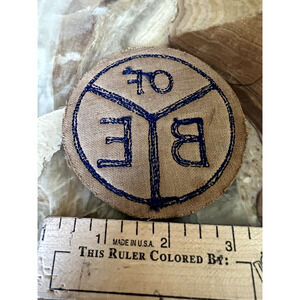 OF
B E
1 MADE IN U.S.A. 2 3
THIS RULER COLORED BY: